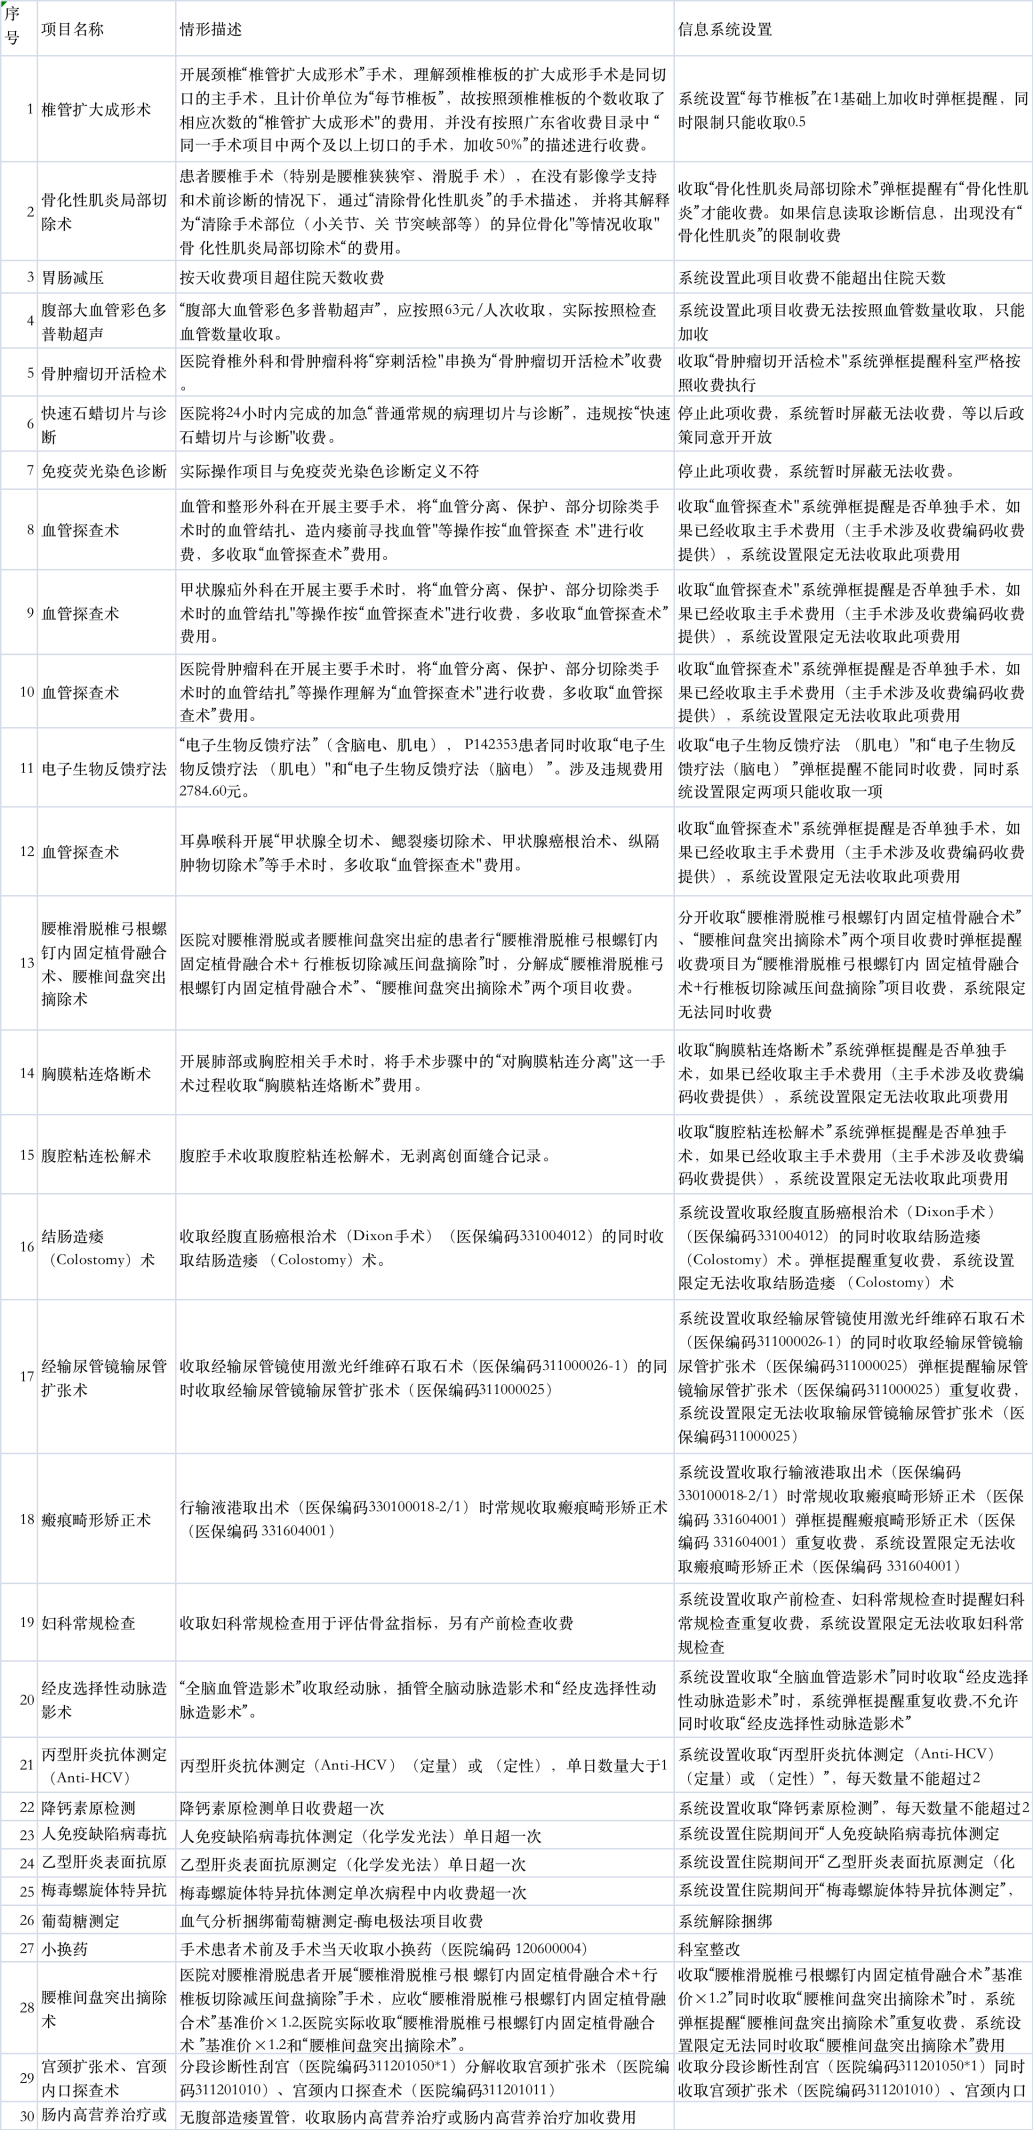 序
号
项目名称
情形描述
信息系统设置
1
椎管扩大成形术
开展颈椎“椎管扩大成形术”手术，理解颈椎椎板的扩大成形手术是同切
口的主手术，且计价单位为“每节椎板”，故按照颈椎椎板的个数收取了
相应次数的“椎管扩大成形术"的费用，并没有按照广东省收费目录中 “
同一手术项目中两个及以上切口的手术，加收50%”的描述进行收费。
系统设置“每节椎板”在1基础上加收时弹框提醒，同
时限制只能收取0.5
2
骨化性肌炎局部切
除术
患者腰椎手术（特别是腰椎狭狭窄、滑脱手 术），在没有影像学支持
和术前诊断的情况下，通过“清除骨化性肌炎”的手术描述， 并将其解释
为“清除手术部位（小关节、关 节突峡部等）的异位骨化"等情况收取"
骨 化性肌炎局部切除术“的费用。
收取“骨化性肌炎局部切除术”弹框提醒有“骨化性肌
炎”才能收费。如果信息读取诊断信息，出现没有“
骨化性肌炎”的限制收费
3
胃肠减压
按天收费项目超住院天数收费
系统设置此项目收费不能超出住院天数
4
腹部大血管彩色多
普勒超声
“腹部大血管彩色多普勒超声”，应按照63元/人次收取，实际按照检查
血管数量收取。
系统设置此项目收费无法按照血管数量收取，只能
加收
5
骨肿瘤切开活检术
医院脊椎外科和骨肿瘤科将“穿刺活检"串换为“骨肿瘤切开活检术”收费
。
收取“骨肿瘤切开活检术"系统弹框提醒科室严格按
照收费执行
6
快速石蜡切片与诊
断
医院将24小时内完成的加急“普通常规的病理切片与诊断”，违规按“快速
石蜡切片与诊断"收费。
停止此项收费，系统暂时屏蔽无法收费，等以后政
策同意开开放
7
免疫荧光染色诊断
实际操作项目与免疫荧光染色诊断定义不符
停止此项收费，系统暂时屏蔽无法收费。
8
血管探查术
血管和整形外科在开展主要手术，将“血管分离、保护、部分切除类手
术时的血管结扎、造内瘘前寻找血管"等操作按“血管探查 术"进行收
费，多收取“血管探查术”费用。
收取“血管探查术"系统弹框提醒是否单独手术，如
果已经收取主手术费用（主手术涉及收费编码收费
提供），系统设置限定无法收取此项费用
9
血管探查术
甲状腺疝外科在开展主要手术时，将“血管分离、保护、部分切除类手
术时的血管结扎"等操作按“血管探查术"进行收费，多收取“血管探查术”
费用。
收取“血管探查术"系统弹框提醒是否单独手术，如
果已经收取主手术费用（主手术涉及收费编码收费
提供），系统设置限定无法收取此项费用
10
血管探查术
医院骨肿瘤科在开展主要手术时，将“血管分离、保护、部分切除类手
术时的血管结扎”等操作理解为“血管探查术"进行收费，多收取“血管探
查术”费用。
收取“血管探查术"系统弹框提醒是否单独手术，如
果已经收取主手术费用（主手术涉及收费编码收费
提供），系统设置限定无法收取此项费用
11
电子生物反馈疗法
“电子生物反馈疗法”（含脑电、肌电）， P142353患者同时收取“电子生
物反馈疗法 （肌电）"和“电子生物反馈疗法（脑电） ”。涉及违规费用
2784.60元。
收取“电子生物反馈疗法 （肌电）"和“电子生物反
馈疗法（脑电） ”弹框提醒不能同时收费，同时系
统设置限定两项只能收取一项
12
血管探查术
耳鼻喉科开展“甲状腺全切术、鳃裂瘘切除术、甲状腺癌根治术、纵隔
肿物切除术”等手术时，多收取“血管探查术"费用。
收取“血管探查术"系统弹框提醒是否单独手术，如
果已经收取主手术费用（主手术涉及收费编码收费
提供），系统设置限定无法收取此项费用
13
腰椎滑脱椎弓根螺
钉内固定植骨融合
术、腰椎间盘突出
摘除术
医院对腰椎滑脱或者腰椎间盘突出症的患者行“腰椎滑脱椎弓根螺钉内
固定植骨融合术+ 行椎板切除减压间盘摘除”时，分解成“腰椎滑脱椎弓
根螺钉内固定植骨融合术”、“腰椎间盘突出摘除术”两个项目收费。
分开收取“腰椎滑脱椎弓根螺钉内固定植骨融合术”
、“腰椎间盘突出摘除术”两个项目收费时弹框提醒
收费项目为“腰椎滑脱椎弓根螺钉内 固定植骨融合
术+行椎板切除减压间盘摘除”项目收费，系统限定
无法同时收费
14
胸膜粘连烙断术
开展肺部或胸腔相关手术时，将手术步骤中的“对胸膜粘连分离"这一手
术过程收取“胸膜粘连烙断术”费用。
收取“胸膜粘连烙断术”系统弹框提醒是否单独手
术，如果已经收取主手术费用（主手术涉及收费编
码收费提供），系统设置限定无法收取此项费用
15
腹腔粘连松解术
腹腔手术收取腹腔粘连松解术，无剥离创面缝合记录。
收取“腹腔粘连松解术”系统弹框提醒是否单独手
术，如果已经收取主手术费用（主手术涉及收费编
码收费提供），系统设置限定无法收取此项费用
16
结肠造瘘
（Colostomy）术
收取经腹直肠癌根治术（Dixon手术）（医保编码331004012）的同时收
取结肠造瘘 （Colostomy）术。
系统设置收取经腹直肠癌根治术（Dixon手术）
（医保编码331004012）的同时收取结肠造瘘
（Colostomy）术。弹框提醒重复收费，系统设置
限定无法收取结肠造瘘 （Colostomy）术
17
经输尿管镜输尿管
扩张术
收取经输尿管镜使用激光纤维碎石取石术（医保编码311000026-1）的同
时收取经输尿管镜输尿管扩张术（医保编码311000025）
系统设置收取经输尿管镜使用激光纤维碎石取石术
（医保编码311000026-1）的同时收取经输尿管镜输
尿管扩张术（医保编码311000025）弹框提醒输尿管
镜输尿管扩张术（医保编码311000025）重复收费，
系统设置限定无法收取输尿管镜输尿管扩张术（医
保编码311000025）
18
瘢痕畸形矫正术
行输液港取出术（医保编码330100018-2/1）时常规收取瘢痕畸形矫正术
（医保编码 331604001）
系统设置收取行输液港取出术（医保编码
330100018-2/1）时常规收取瘢痕畸形矫正术（医保
编码 331604001）弹框提醒瘢痕畸形矫正术（医保
编码 331604001）重复收费，系统设置限定无法收
取瘢痕畸形矫正术（医保编码 331604001）
19
妇科常规检查
收取妇科常规检查用于评估骨盆指标，另有产前检查收费
系统设置收取产前检查、妇科常规检查时提醒妇科
常规检查重复收费，系统设置限定无法收取妇科常
规检查
20
经皮选择性动脉造
影术
“全脑血管造影术”收取经动脉，插管全脑动脉造影术和“经皮选择性动
脉造影术”。
系统设置收取“全脑血管造影术”同时收取“经皮选择
性动脉造影术”时，系统弹框提醒重复收费,不允许
同时收取“经皮选择性动脉造影术”
21
丙型肝炎抗体测定
（Anti-HCV）
丙型肝炎抗体测定（Anti-HCV）（定量）或 （定性），单日数量大于1
系统设置收取“丙型肝炎抗体测定（Anti-HCV）
（定量）或 （定性）”，每天数量不能超过2
22
降钙素原检测
降钙素原检测单日收费超一次
系统设置收取“降钙素原检测”，每天数量不能超过2
23
人免疫缺陷病毒抗
人免疫缺陷病毒抗体测定（化学发光法）单日超一次
系统设置住院期间开“人免疫缺陷病毒抗体测定
24
乙型肝炎表面抗原
乙型肝炎表面抗原测定（化学发光法）单日超一次
系统设置住院期间开“乙型肝炎表面抗原测定（化
25
梅毒螺旋体特异抗
梅毒螺旋体特异抗体测定单次病程中内收费超一次
系统设置住院期间开“梅毒螺旋体特异抗体测定”，
26
葡萄糖测定
血气分析捆绑葡萄糖测定-酶电极法项目收费
系统解除捆绑
27
小换药
手术患者术前及手术当天收取小换药（医院编码 120600004）
科室整改
28
腰椎间盘突出摘除
术
医院对腰椎滑脱患者开展“腰椎滑脱椎弓根 螺钉内固定植骨融合术+行
椎板切除减压间盘摘除”手术，应收“腰椎滑脱椎弓根螺钉内固定植骨融
合术”基准价×1.2,医院实际收取“腰椎滑脱椎弓根螺钉内固定植骨融合
术 ”基准价×1.2和“腰椎间盘突出摘除术”。
收取“腰椎滑脱椎弓根螺钉内固定植骨融合术”基准
价×1.2”同时收取“腰椎间盘突出摘除术”时，系统
弹框提醒“腰椎间盘突出摘除术”重复收费，系统设
置限定无法同时收取“腰椎间盘突出摘除术”费用
29
宫颈扩张术、宫颈
内口探查术
分段诊断性刮宫（医院编码311201050*1）分解收取宫颈扩张术（医院编
码311201010）、宫颈内口探查术（医院编码311201011）
收取分段诊断性刮宫（医院编码311201050*1）同时
收取宫颈扩张术（医院编码311201010）、宫颈内口
30
肠内高营养治疗或
无腹部造瘘置管，收取肠内高营养治疗或肠内高营养治疗加收费用